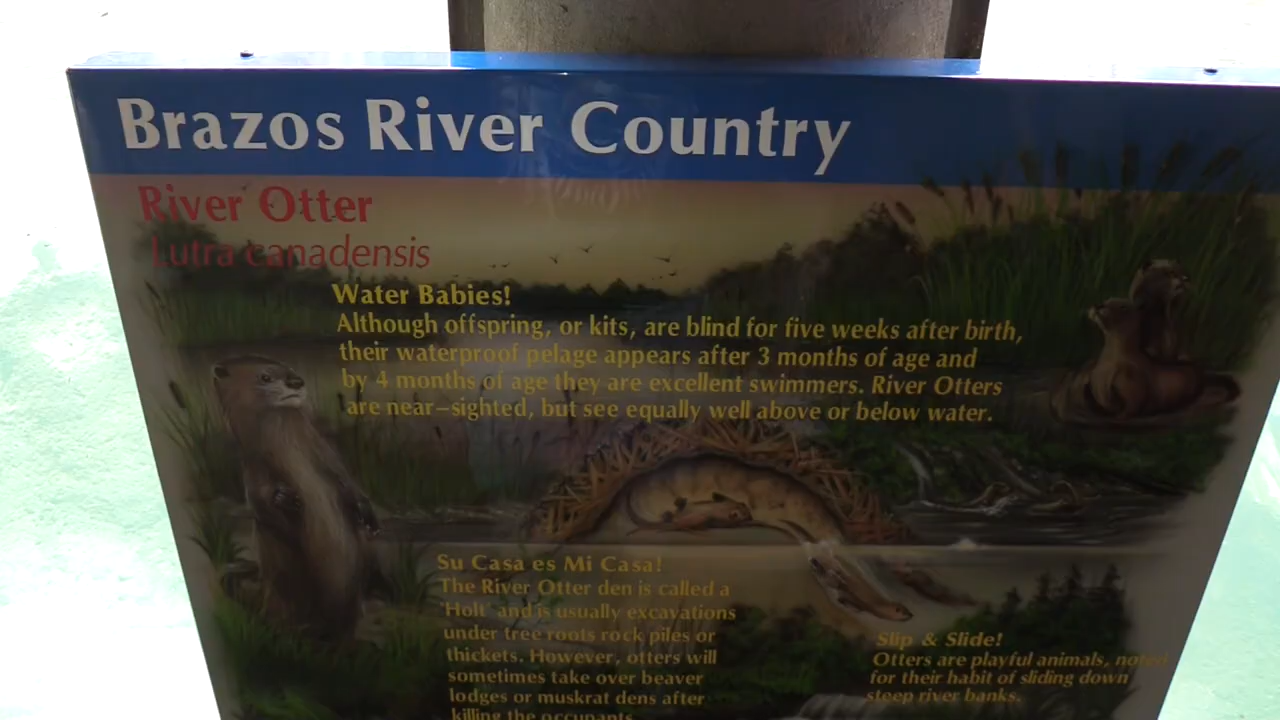 Brazos River Country
River Otter
Lutra canadensis
Water Babies!
Although offspring, or kits, are blind for five weeks after birth,
their waterproof pelage appears after 3 months of age and
by 4 months of age they are excellent swimmers. River Otters
are near-sighted, but see equally well above or below water.
Su Casa es Mi Casa!
The River Otter den is called a
'Holt' and is usually excavations
under tree roots rock piles or
thickets. However, otters will
sometimes take over beaver
lodges or muskrat dens after
killing the occupants.
Slip & Slide!
Otters are playful animals, noted
for their habit of sliding down
steep river banks.